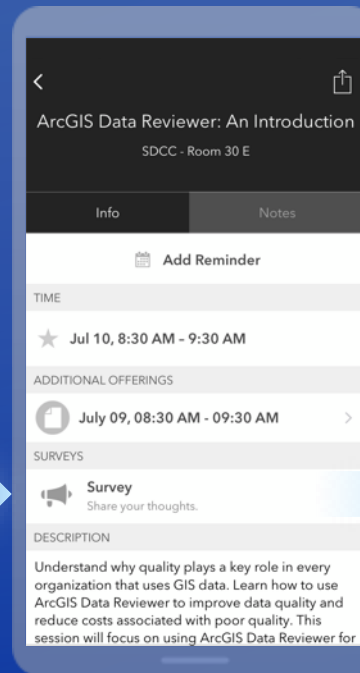 ArcGIS Data Reviewer: An Introduction
SDCC - Room 30 E
Info
Notes
Add Reminder
TIME
Jul 10, 8:30 AM – 9:30 AM
ADDITIONAL OFFERINGS
July 09, 08:30 AM - 09:30 AM
SURVEYS
Survey
Share your thoughts.
DESCRIPTION
Understand why quality plays a key role in every
organization that uses GIS data. Learn how to use
ArcGIS Data Reviewer to improve data quality and
reduce costs associated with poor quality. This
session will focus on using ArcGIS Data Reviewer for